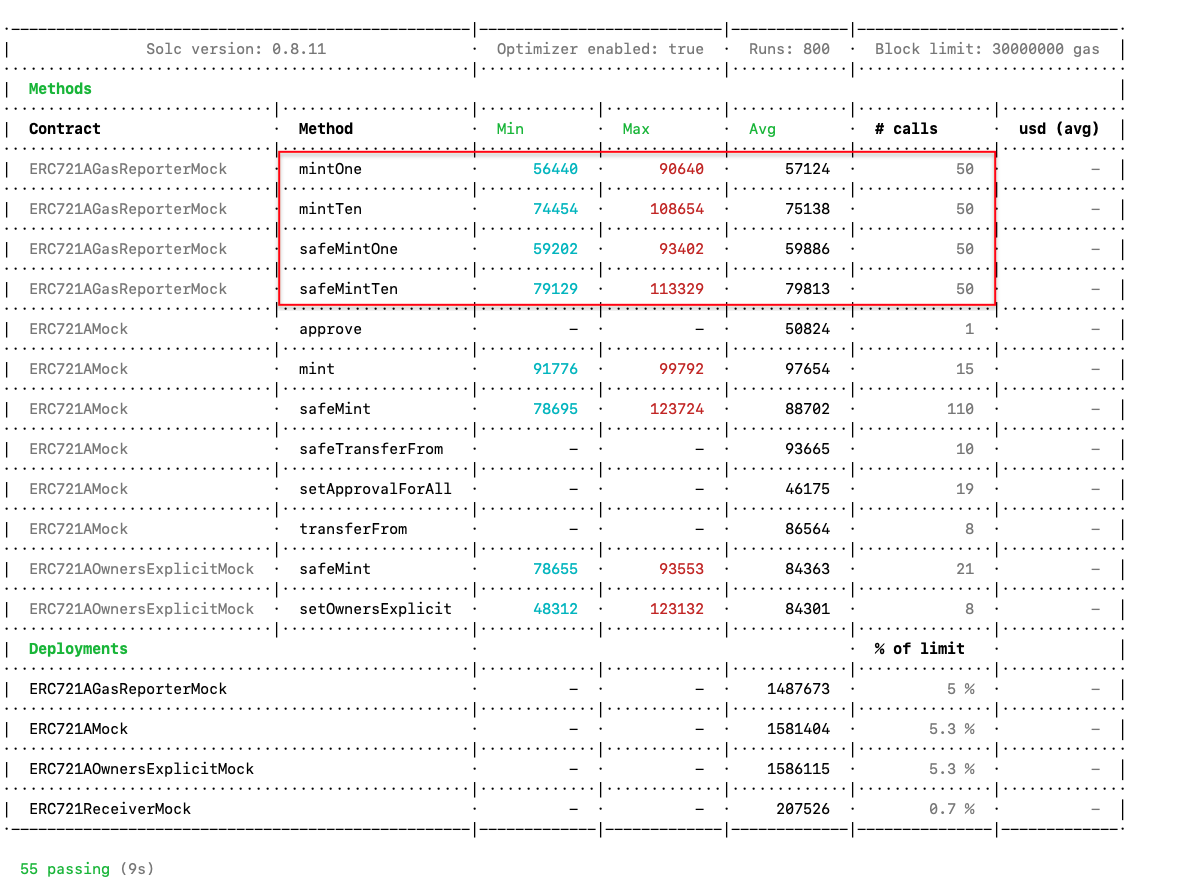 Solc version: 0.8.11 · Optimizer enabled: true · Runs: 800 · Block limit: 30000000 gas
Methods
Contract · Method · Min · Max · Avg · # calls · usd (avg)
ERC721AGasReporterMock · mintOne · 56440 · 90640 · 57124 · 50 · –
ERC721AGasReporterMock · mintTen · 74454 · 108654 · 75138 · 50 · –
ERC721AGasReporterMock · safeMintOne · 59202 · 93402 · 59886 · 50 · –
ERC721AGasReporterMock · safeMintTen · 79129 · 113329 · 79813 · 50 · –
ERC721AMock · approve · – · – · 50824 · 1 · –
ERC721AMock · mint · 91776 · 99792 · 97654 · 15 · –
ERC721AMock · safeMint · 78695 · 123724 · 88702 · 110 · –
ERC721AMock · safeTransferFrom · – · – · 93665 · 10 · –
ERC721AMock · setApprovalForAll · – · – · 46175 · 19 · –
ERC721AMock · transferFrom · – · – · 86564 · 8 · –
ERC721AOwnersExplicitMock · safeMint · 78655 · 93553 · 84363 · 21 · –
ERC721AOwnersExplicitMock · setOwnersExplicit · 48312 · 123132 · 84301 · 8 · –
Deployments · · % of limit ·
ERC721AGasReporterMock · – · – · 1487673 · 5 % · –
ERC721AMock · – · – · 1581404 · 5.3 % · –
ERC721AOwnersExplicitMock · – · – · 1586115 · 5.3 % · –
ERC721ReceiverMock · – · – · 207526 · 0.7 % · –
55 passing (9s)